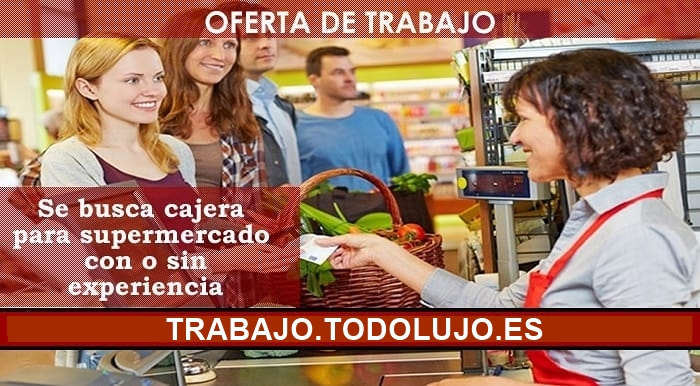 OFERTA DE TRABAJO
Se busca cajera
para supermercado
con o sin
experiencia
TRABAJO.TODOLUJO.ES